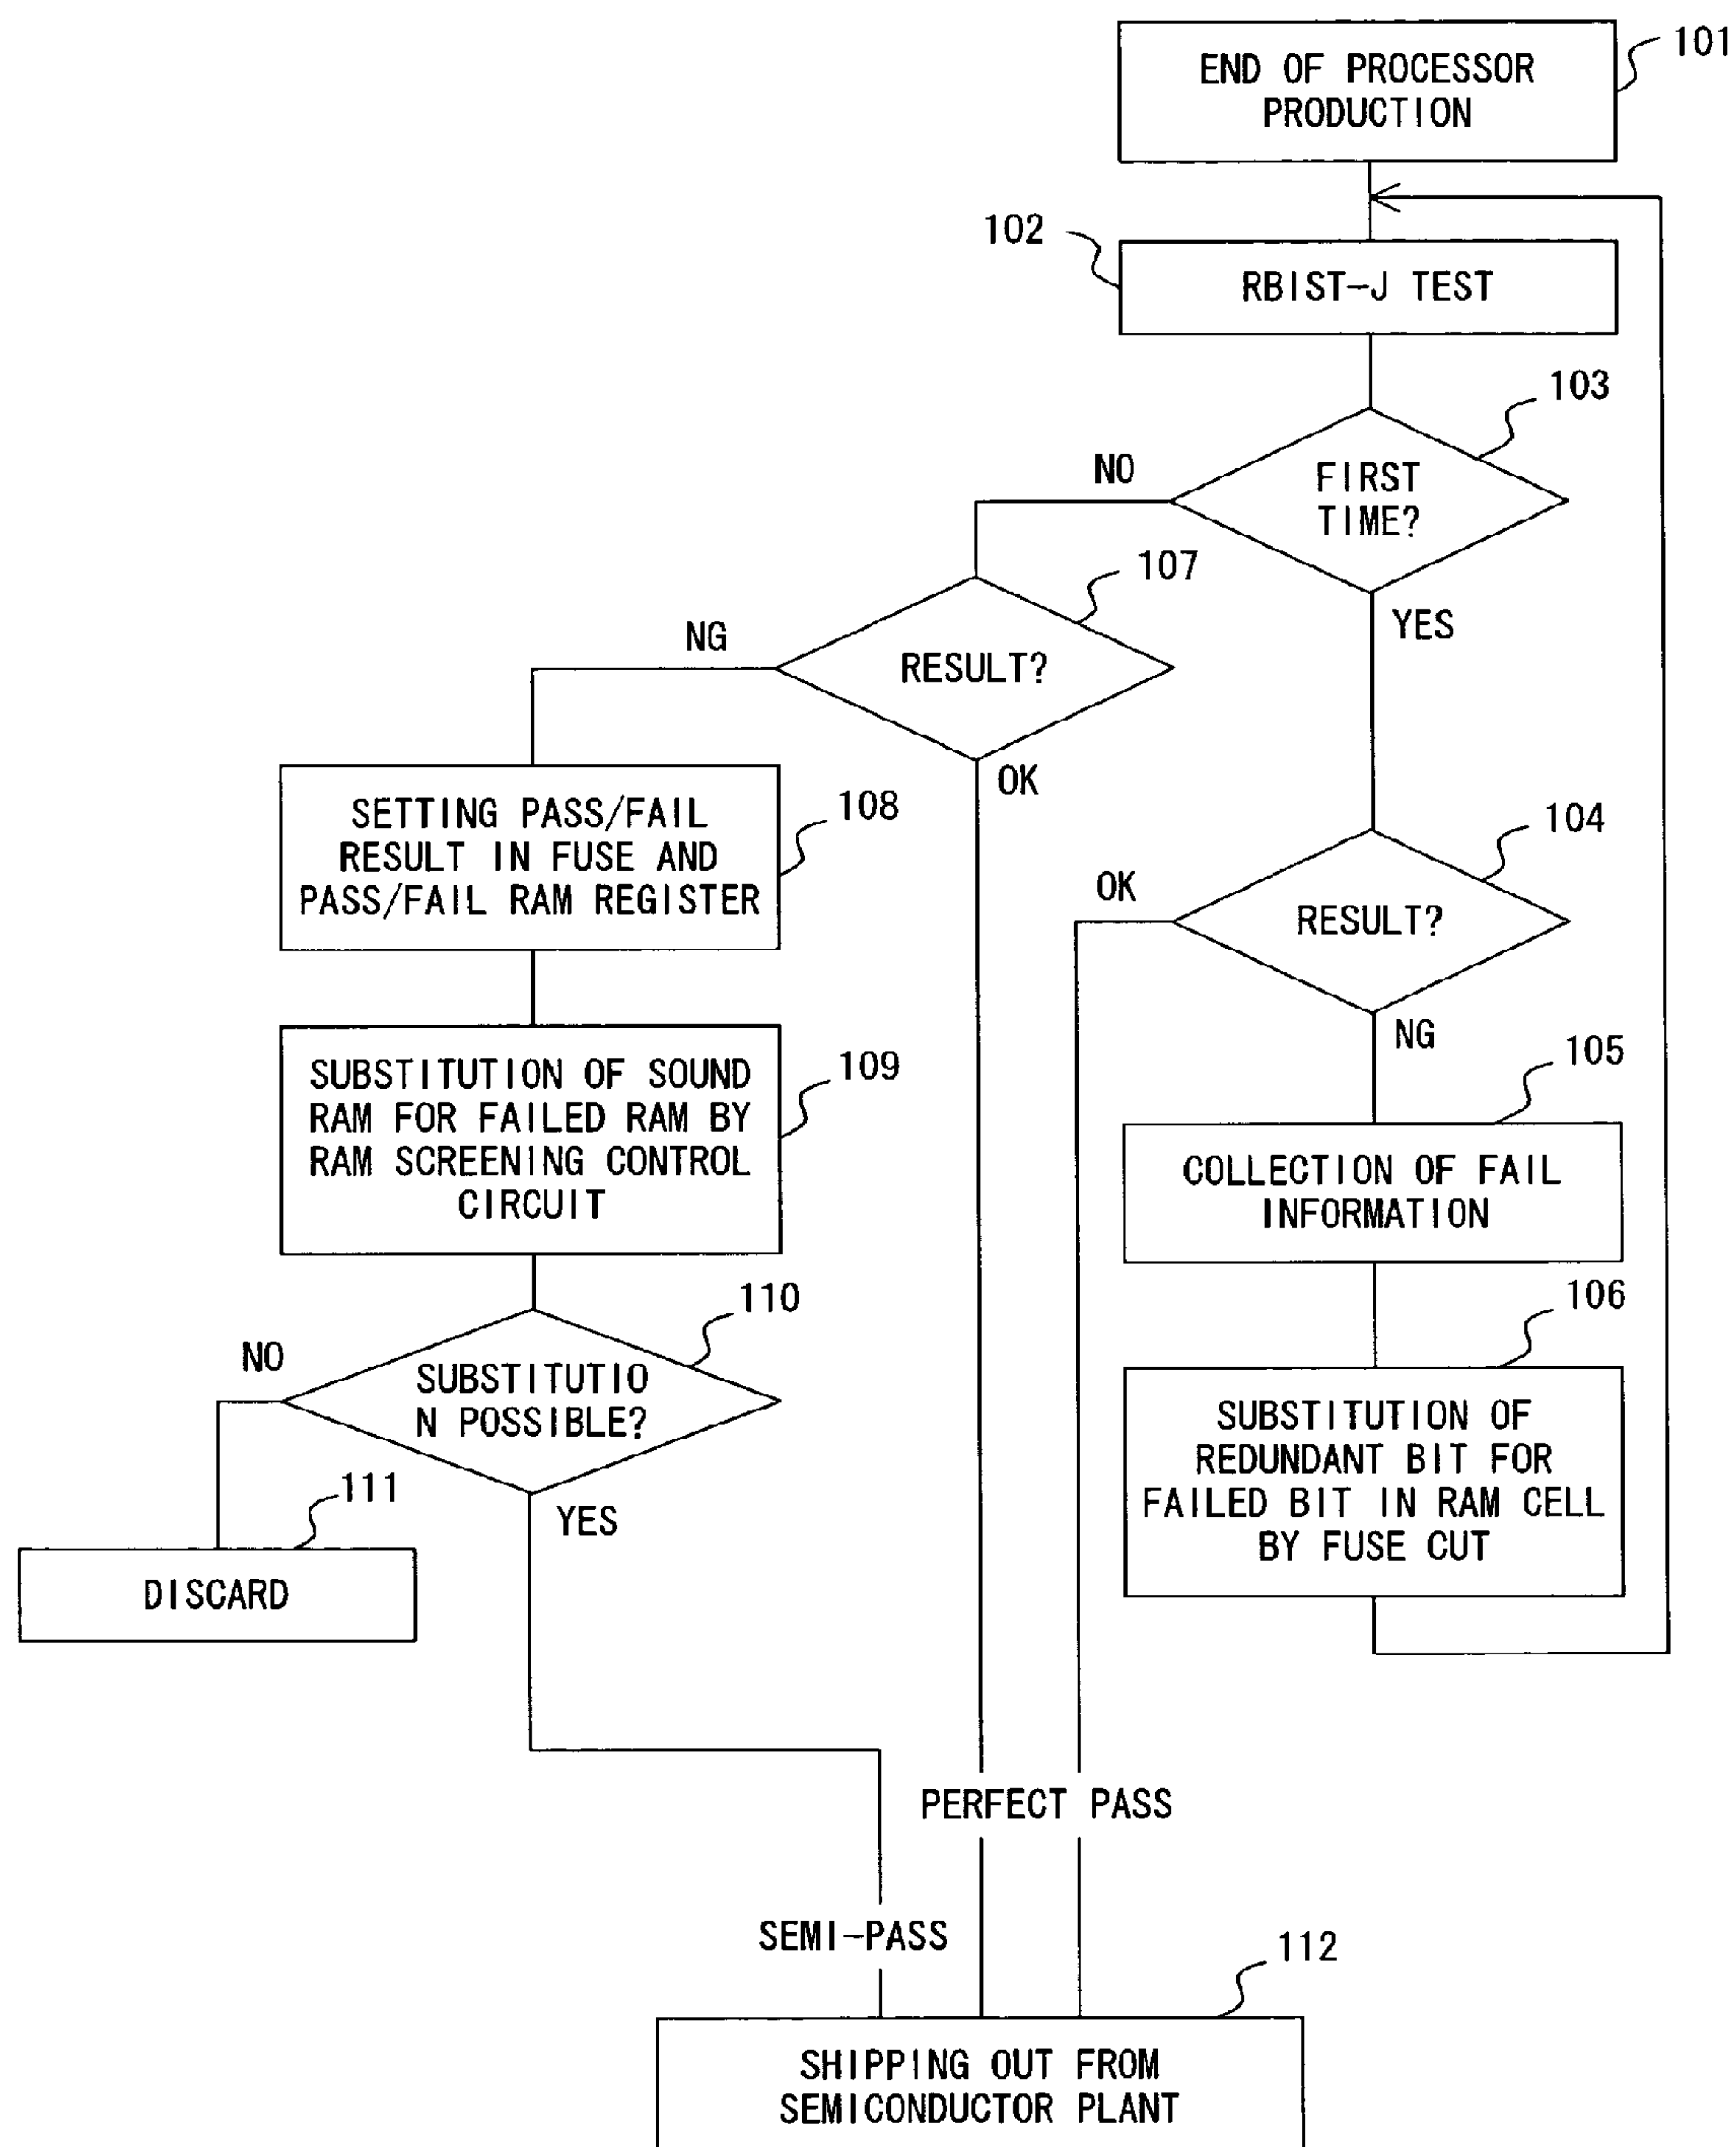 END OF PROCESSOR
PRODUCTION
101
102
RBIST-J TEST
103
FIRST
TIME?
NO
YES
107
RESULT?
NG
OK
108
SETTING PASS/FAIL
RESULT IN FUSE AND
PASS/FAIL RAM REGISTER
104
RESULT?
OK
NG
109
SUBSTITUTION OF SOUND
RAM FOR FAILED RAM BY
RAM SCREENING CONTROL
CIRCUIT
105
COLLECTION OF FAIL
INFORMATION
110
SUBSTITUTIO
N POSSIBLE?
NO
YES
106
SUBSTITUTION OF
REDUNDANT BIT FOR
FAILED BIT IN RAM CELL
BY FUSE CUT
111
DISCARD
PERFECT PASS
SEMI-PASS
112
SHIPPING OUT FROM
SEMICONDUCTOR PLANT